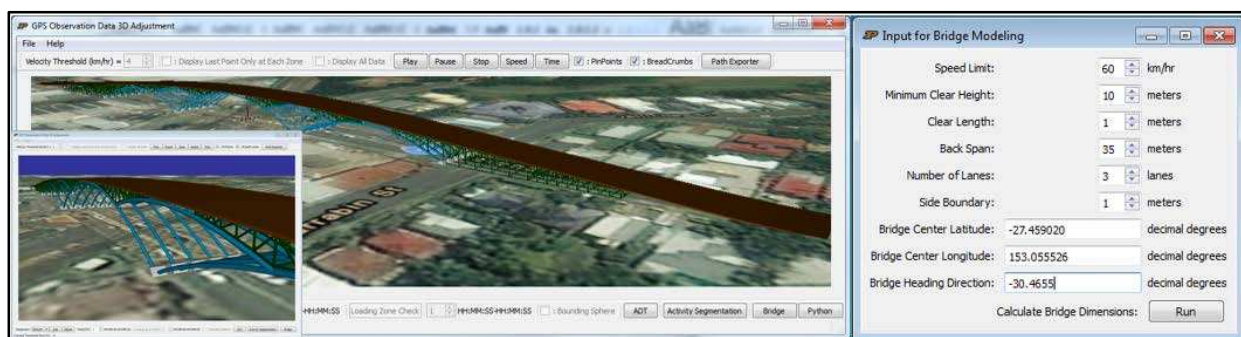 GPS Observation Data 3D Adjustment
File Help
Velocity Threshold (km/hr) = 4 : Display Last Point Only at Each Zone : Display All Data Play Pause Stop Speed Time : PinPoints : BreadCrumbs Path Exporter
arrabin St
-HH:MM:SS Loading Zone Check 1 HH:MM:SS-HH:MM:SS : Bounding Sphere ADT Activity Segmentation Bridge Python
Input for Bridge Modeling
Speed Limit: 60 km/hr
Minimum Clear Height: 10 meters
Clear Length: 1 meters
Back Span: 35 meters
Number of Lanes: 3 lanes
Side Boundary: 1 meters
Bridge Center Latitude: -27.459020 decimal degrees
Bridge Center Longitude: 153.055526 decimal degrees
Bridge Heading Direction: -30.4655 decimal degrees
Calculate Bridge Dimensions: Run